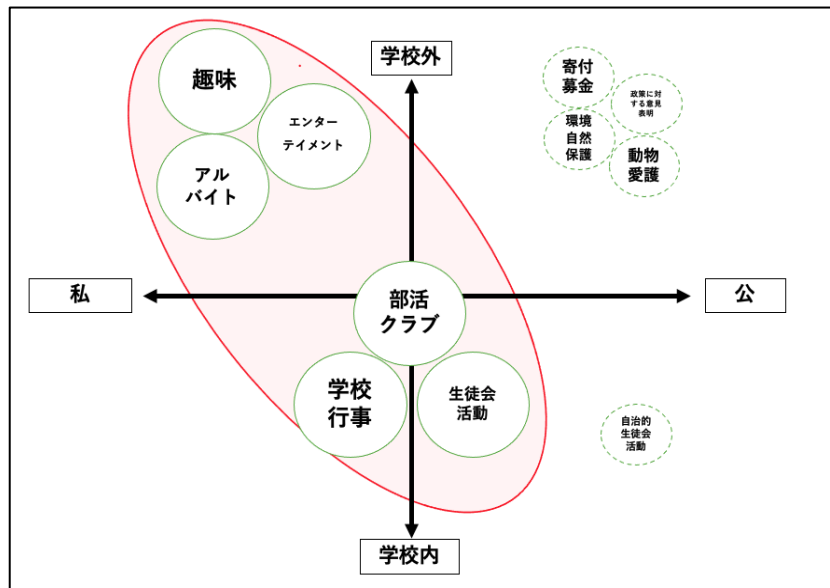 学校外
趣味
エンター
テイメント
アル
バイト
寄付
募金
政策に対
する意見
表明
環境
自然
保護
動物
愛護
私
公
部活
クラブ
学校
行事
生徒会
活動
自治的
生徒会
活動
学校内